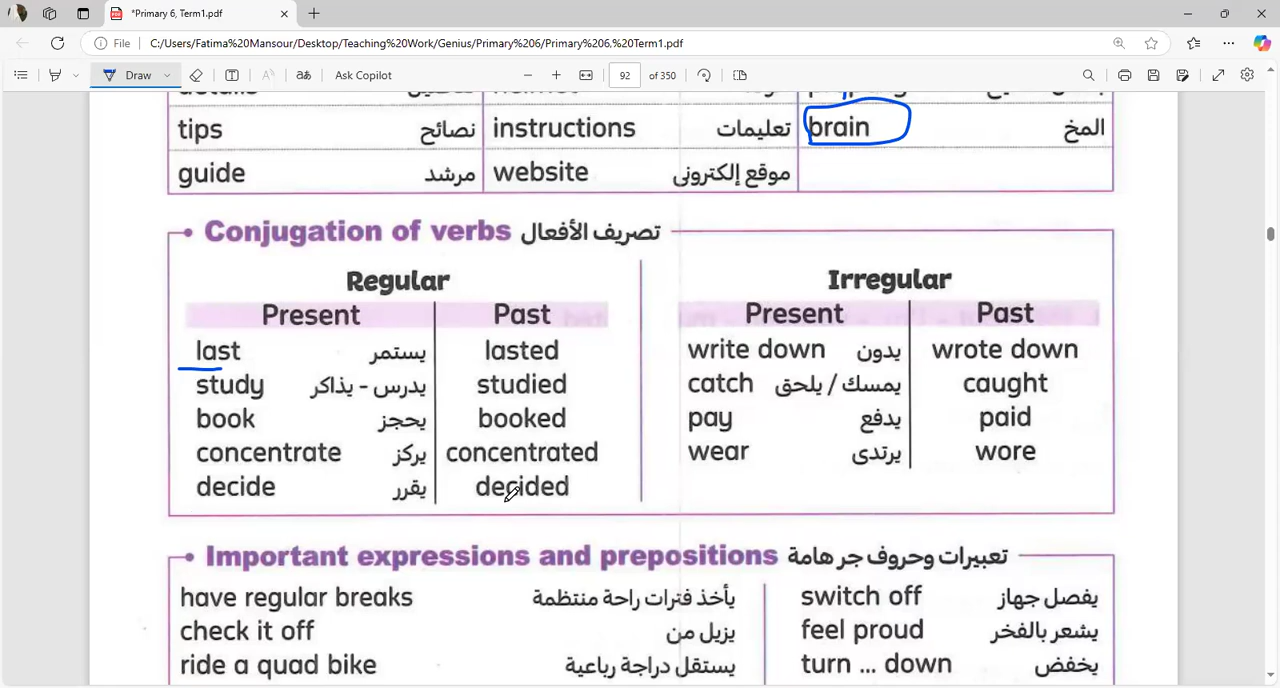 *Primary 6, Term1.pdf
File C:/Users/Fatima%20Mansour/Desktop/Teaching%20Work/Genius/Primary%206/Primary%206.%20Term1.pdf
Draw Ask Copilot 92 of 350
tips نصائح instructions تعليمات brain المخ
guide مرشد website موقع إلكترونى
Conjugation of verbs تصريف الأفعال
Regular Irregular
Present Past Present Past
last يستمر lasted write down يدون wrote down
study يدرس - يذاكر studied catch يمسك / يلحق caught
book يحجز booked pay يدفع paid
concentrate يركز concentrated wear يرتدى wore
decide يقرر decided
Important expressions and prepositions تعبيرات وحروف جر هامة
have regular breaks يأخذ فترات راحة منتظمة switch off يفصل جهاز
check it off يزيل من feel proud يشعر بالفخر
ride a quad bike يستقل دراجة رباعية turn ... down يخفض